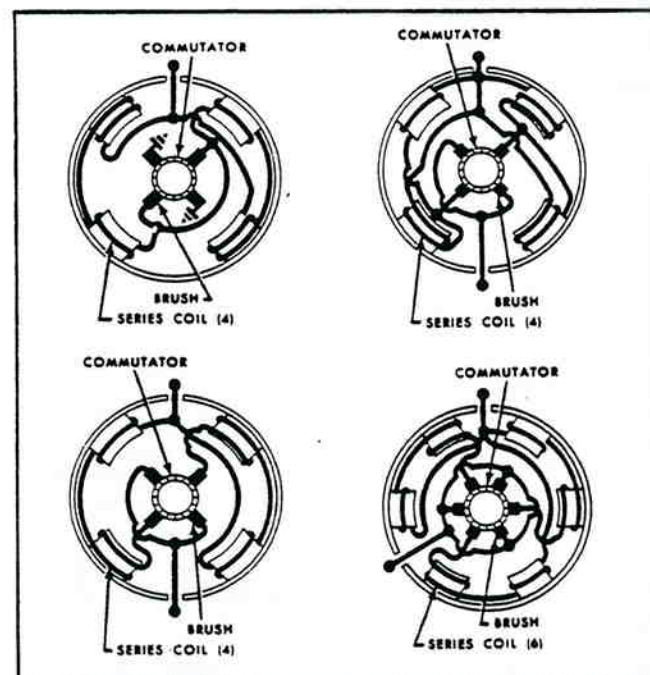 COMMUTATOR
BRUSH
SERIES COIL (4)
COMMUTATOR
BRUSH
SERIES COIL (4)
COMMUTATOR
BRUSH
SERIES COIL (4)
COMMUTATOR
BRUSH
SERIES COIL (6)